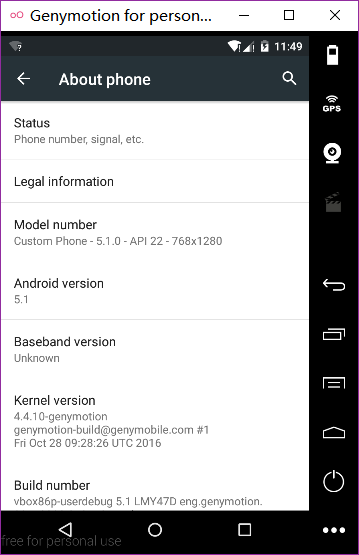 Genymotion for person...
11:49
About phone
Status
Phone number, signal, etc.
GPS
Legal information
Model number
Custom Phone - 5.1.0 - API 22 - 768x1280
Android version
5.1
Baseband version
Unknown
Kernel version
4.4.10-genymotion
genymotion-build@genymobile.com #1
Fri Oct 28 09:28:26 UTC 2016
Build number
vbox86p-userdebug 5.1 LMY47D eng.genymotion.
free for personal use